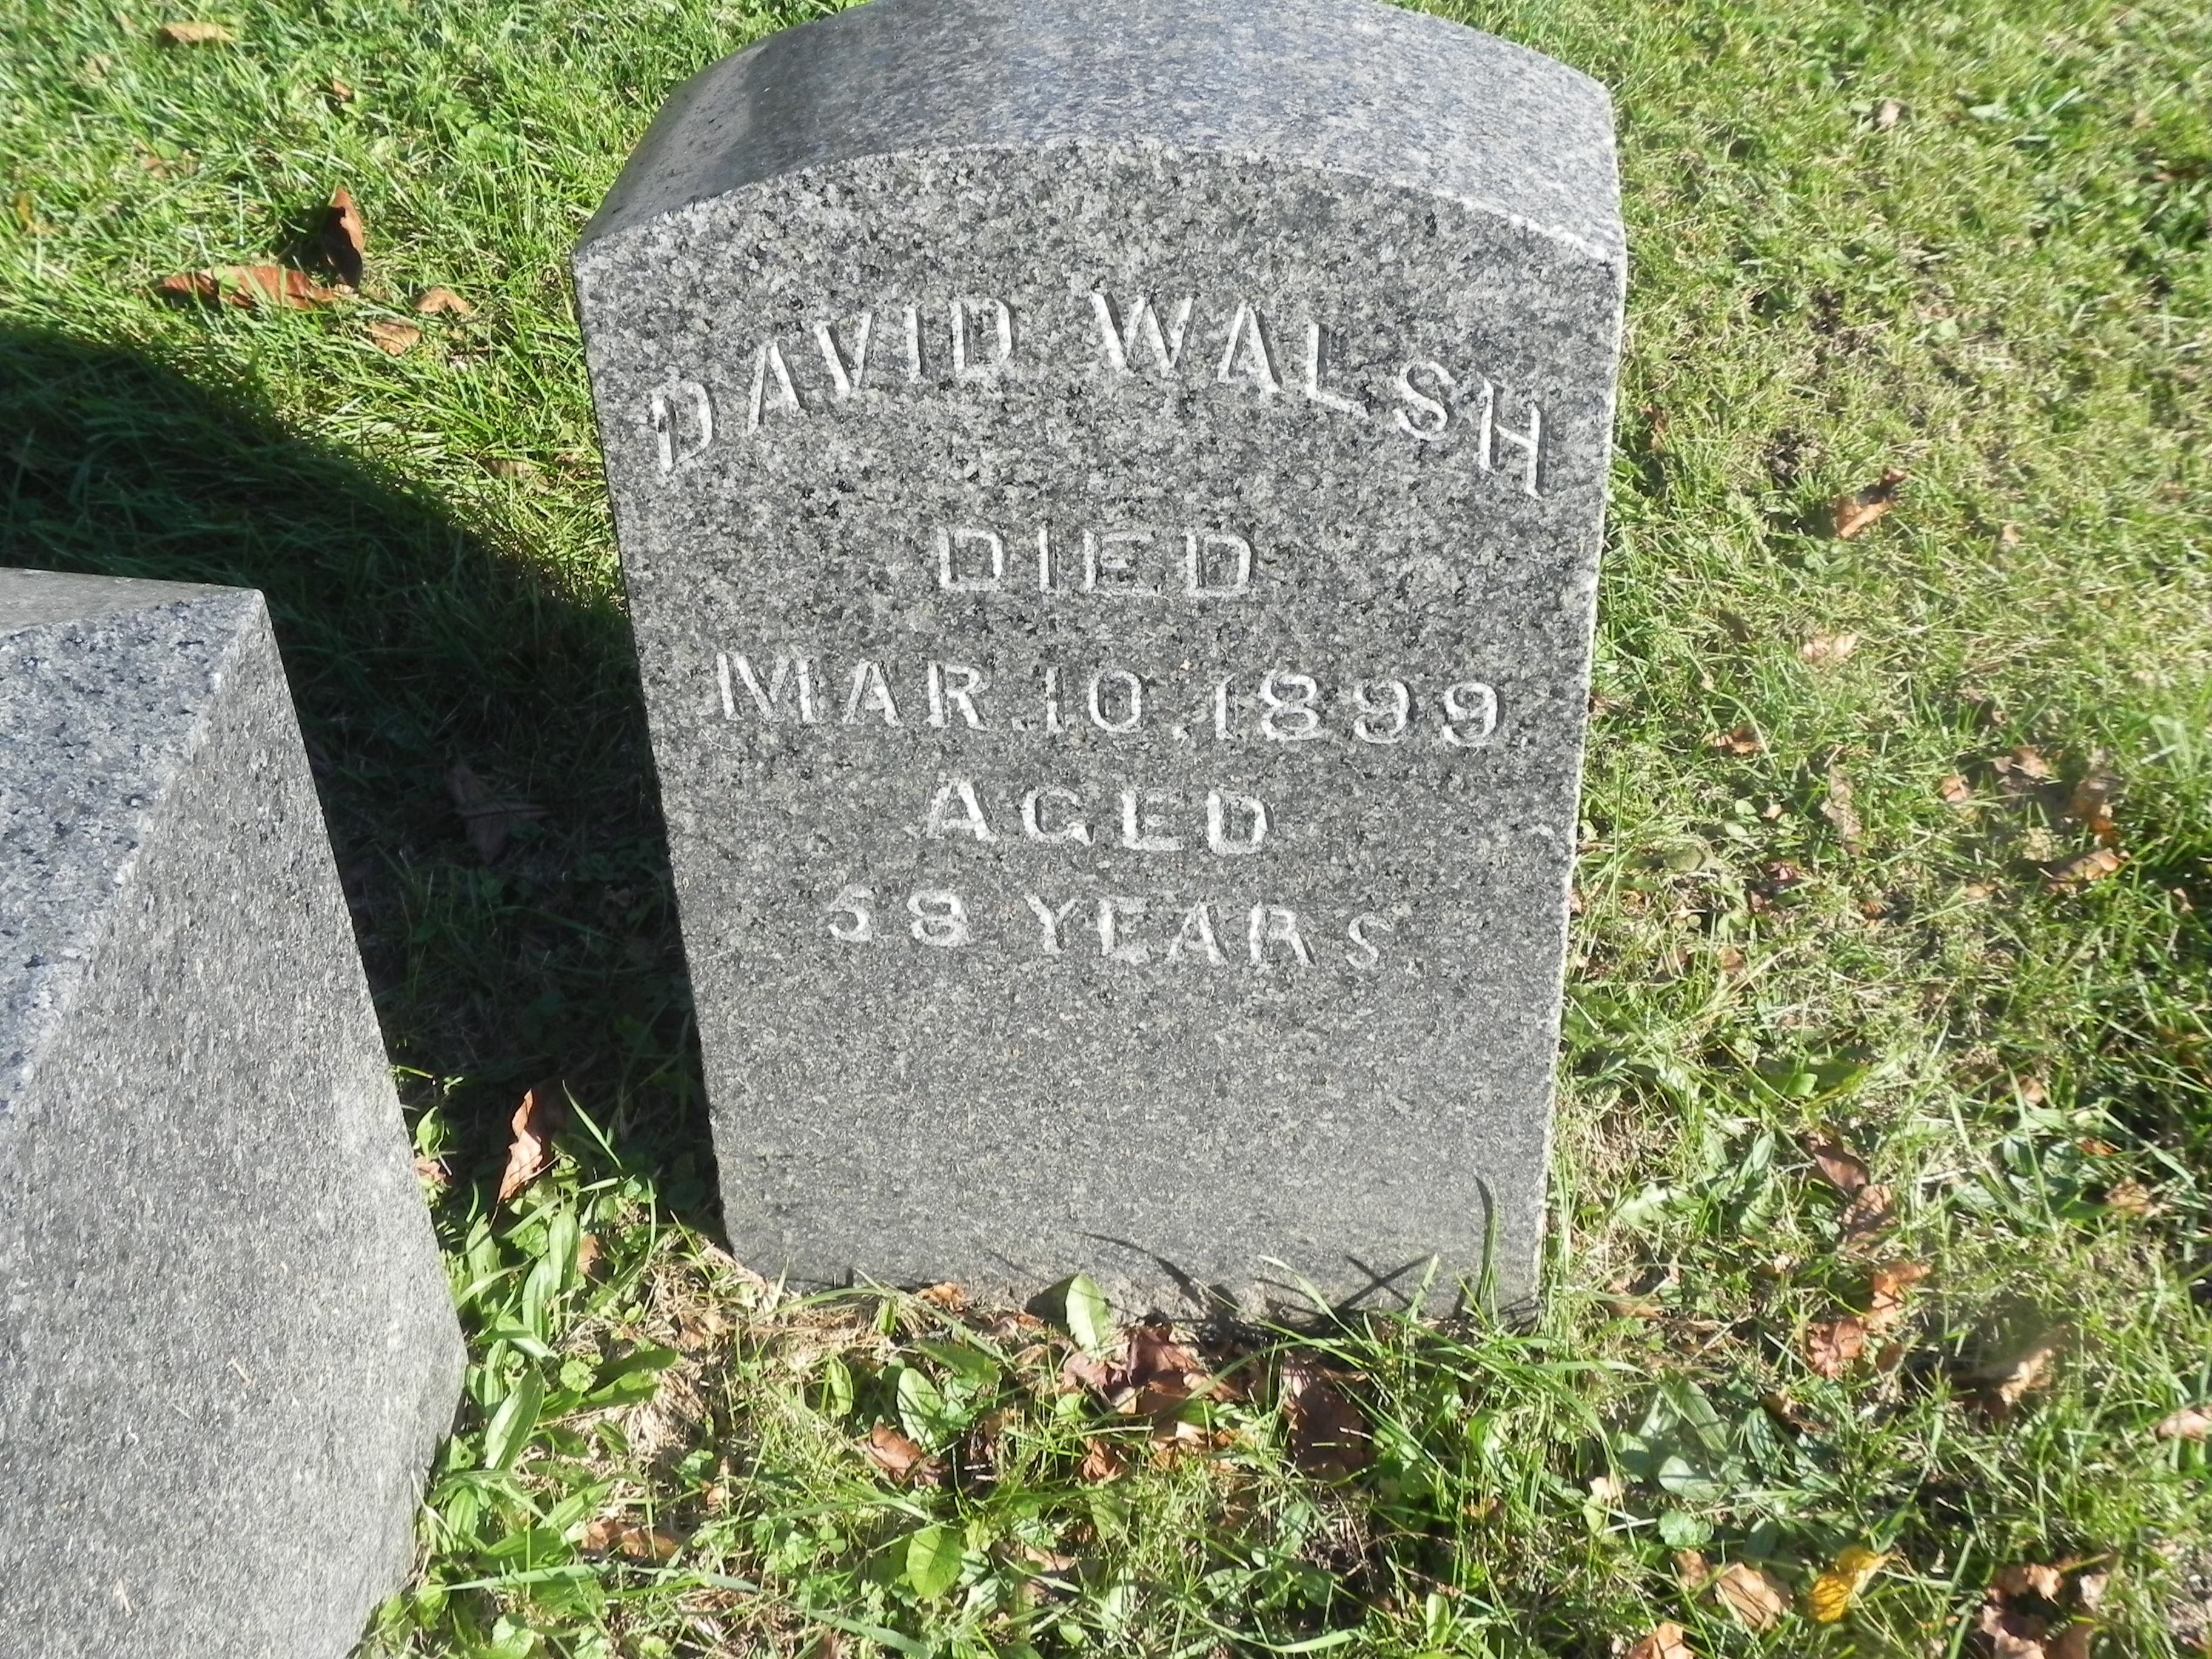 DAVID WALSH
DIED
MAR. 10, 1899
AGED
58 YEARS